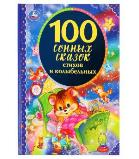 100
сонных
сказок
стихов
и колыбельных